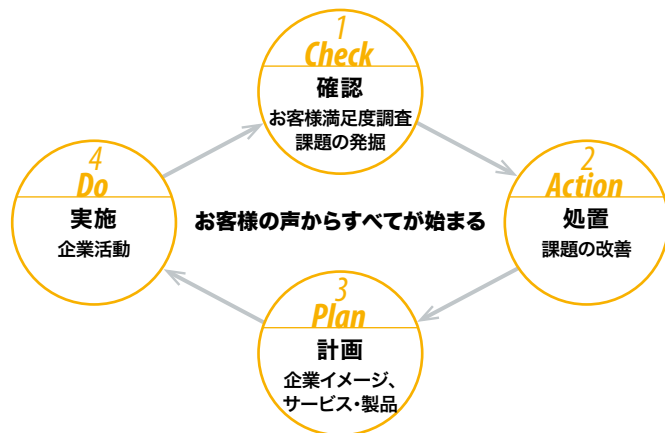 1
Check
確認
お客様満足度調査
課題の発掘
2
Action
処置
課題の改善
3
Plan
計画
企業イメージ、
サービス・製品
4
Do
実施
企業活動
お客様の声からすべてが始まる